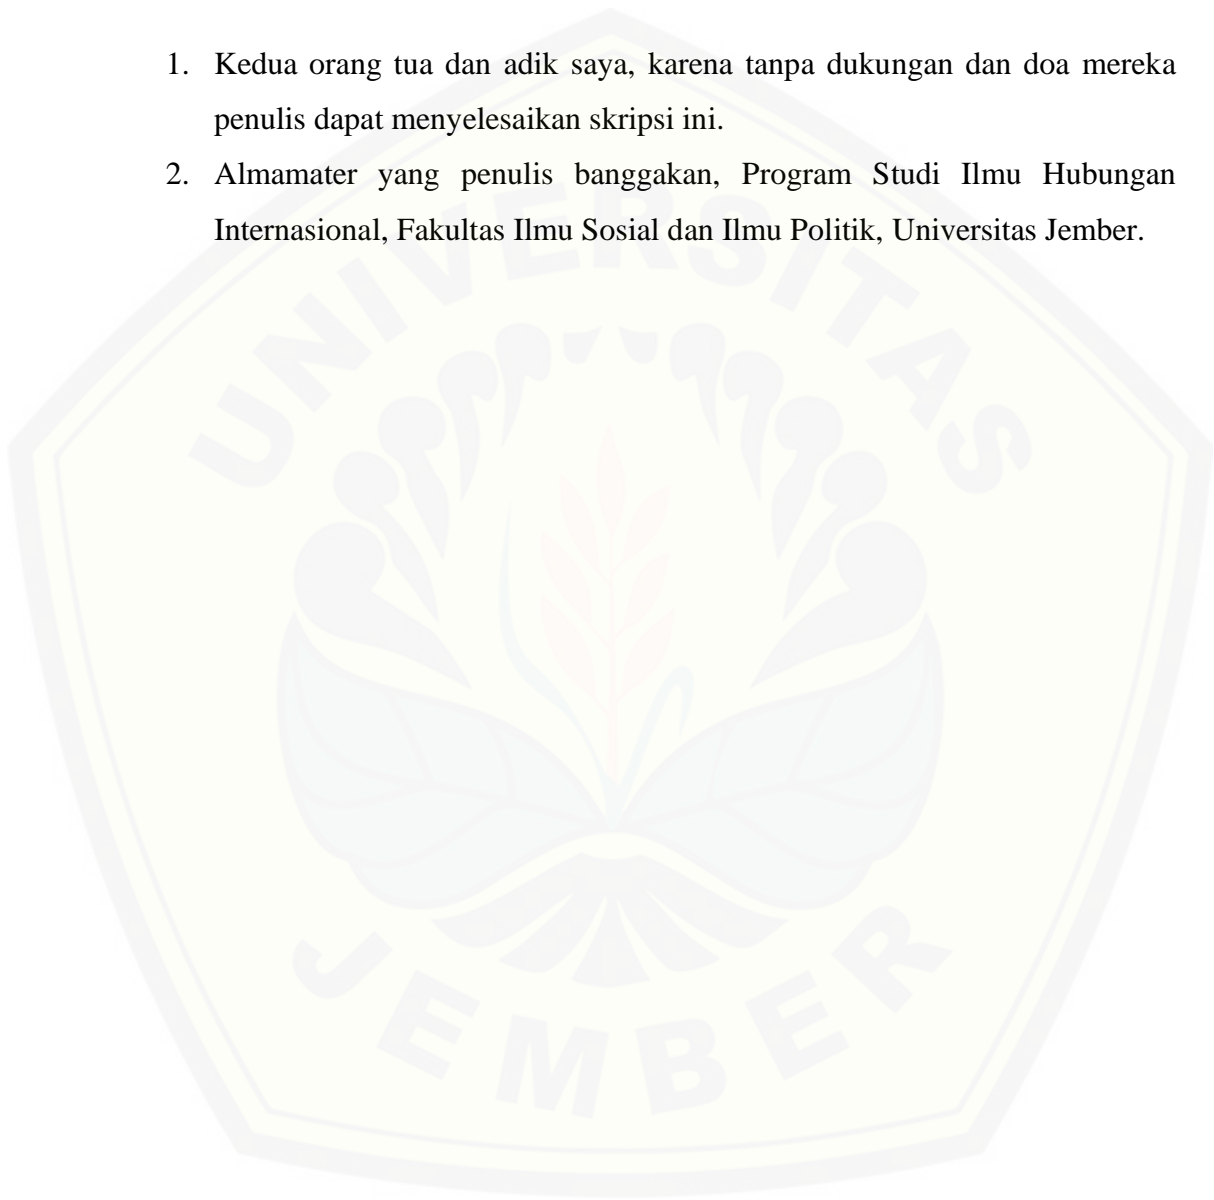 1. Kedua orang tua dan adik saya, karena tanpa dukungan dan doa mereka
penulis dapat menyelesaikan skripsi ini.
2. Almamater yang penulis banggakan, Program Studi Ilmu Hubungan
Internasional, Fakultas Ilmu Sosial dan Ilmu Politik, Universitas Jember.
UNIVERSITAS
JEMBER